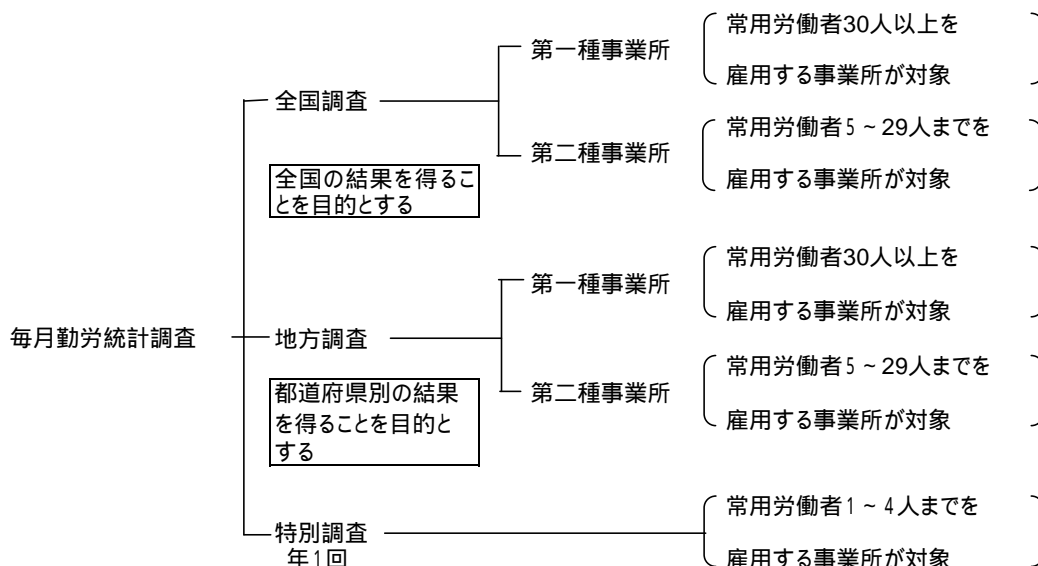 第一種事業所
常用労働者30人以上を
雇用する事業所が対象
全国調査
第二種事業所
常用労働者5~29人までを
雇用する事業所が対象
全国の結果を得るこ
とを目的とする
毎月勤労統計調査
地方調査
第一種事業所
常用労働者30人以上を
雇用する事業所が対象
第二種事業所
常用労働者5~29人までを
雇用する事業所が対象
都道府県別の結果
を得ることを目的と
する
特別調査
年1回
常用労働者1~4人までを
雇用する事業所が対象